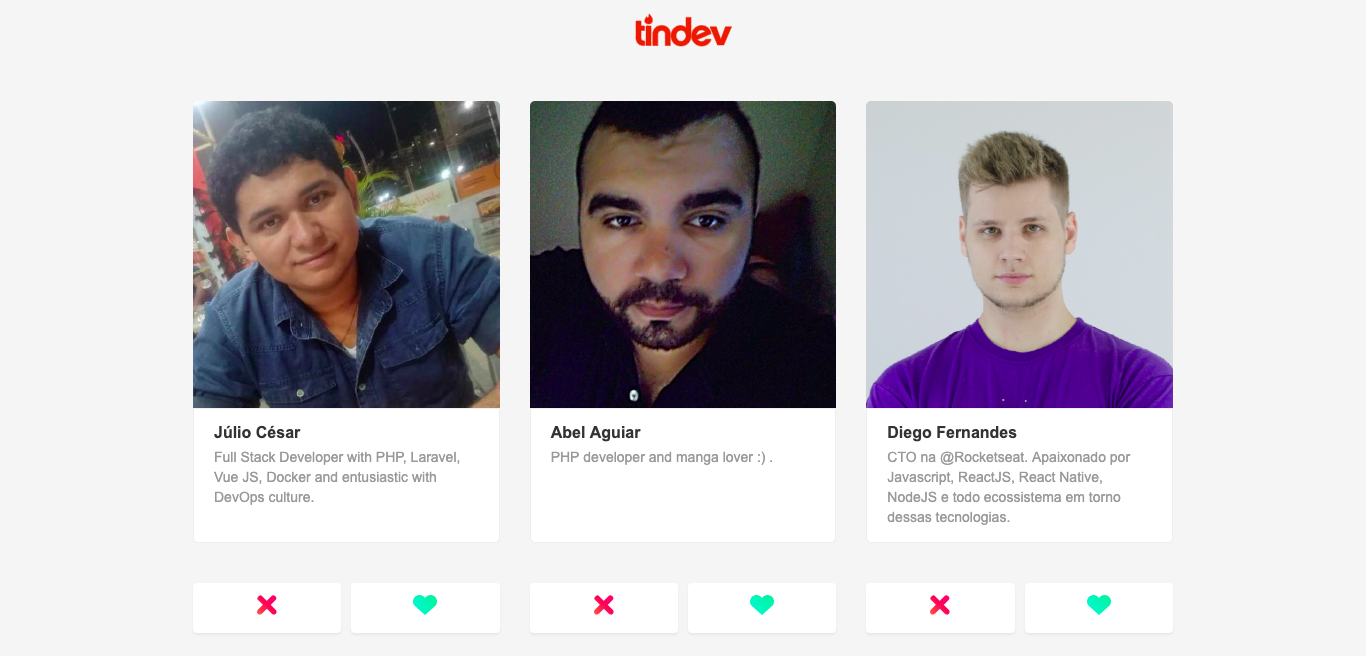 tindev
Júlio César
Full Stack Developer with PHP, Laravel,
Vue JS, Docker and entusiastic with
DevOps culture.
Abel Aguiar
PHP developer and manga lover :) .
Diego Fernandes
CTO na @Rocketseat. Apaixonado por
Javascript, ReactJS, React Native,
NodeJS e todo ecossistema em torno
dessas tecnologias.